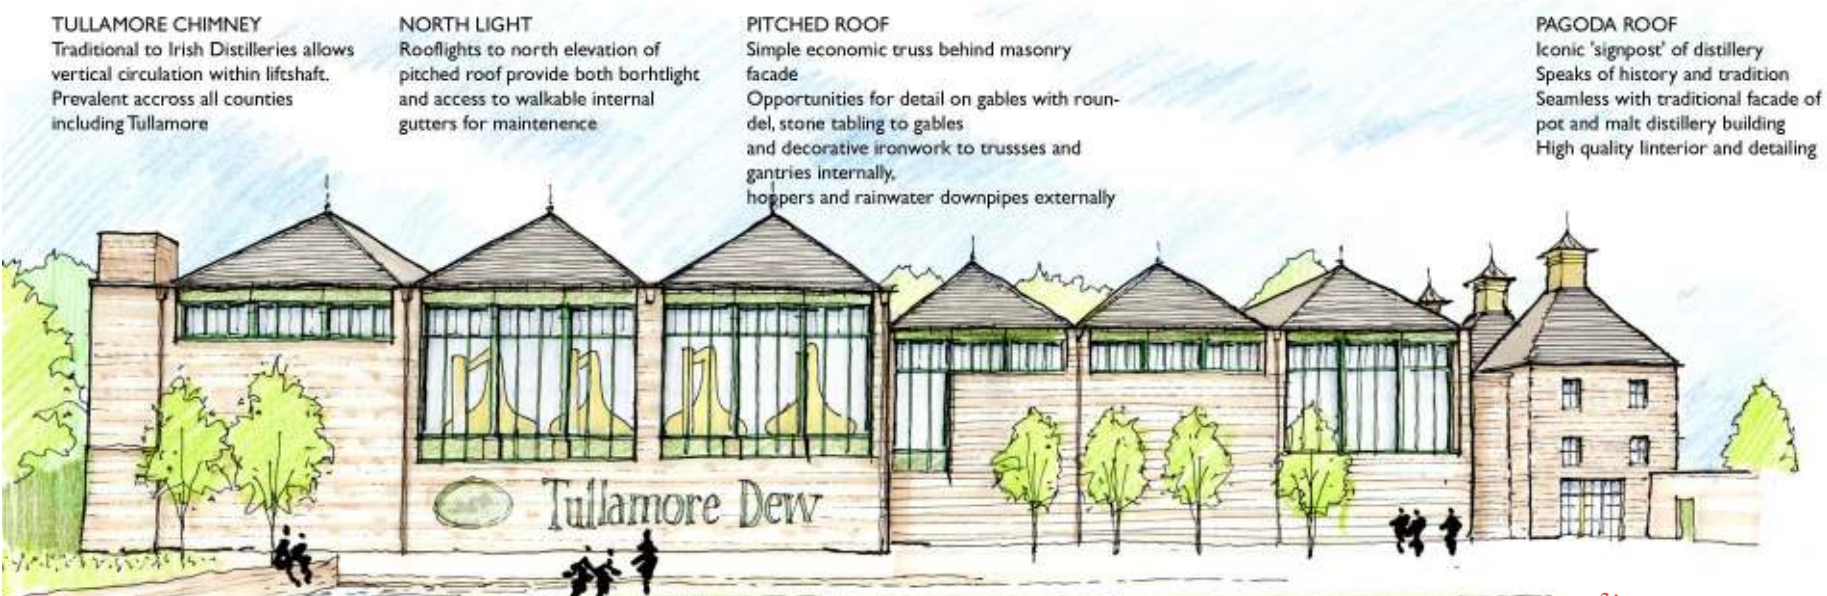 TULLAMORE CHIMNEY
Traditional to Irish Distilleries allows
vertical circulation within liftshaft.
Prevalent accross all counties
including Tullamore
NORTH LIGHT
Rooflights to north elevation of
pitched roof provide both borhtlight
and access to walkable internal
gutters for maintenence
PITCHED ROOF
Simple economic truss behind masonry
facade
Opportunities for detail on gables with roun-
del, stone tabling to gables
and decorative ironwork to trussses and
gantries internally,
hoppers and rainwater downpipes externally
PAGODA ROOF
Iconic 'signpost' of distillery
Speaks of history and tradition
Seamless with traditional facade of
pot and malt distillery building
High quality linterior and detailing
Tullamore Dew